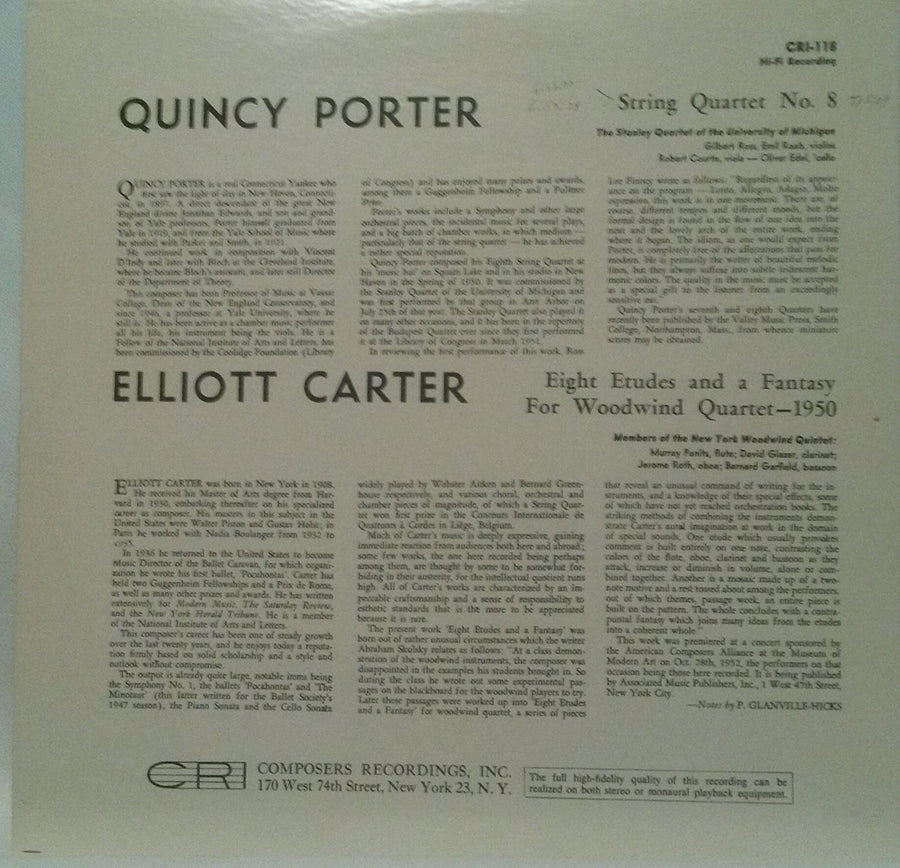 CRI-118
Hi-Fi Recording
QUINCY PORTER
String Quartet No. 8
The Stanley Quartet of the University of Michigan
Gilbert Ross, Emil Raab, violins
Robert Courte, viola — Oliver Edel, 'cello
QUINCY PORTER is a real Connecticut Yankee who
first saw the light of day in New Haven, Connecti-
cut in 1897. A direct descendant of the great New
England divine Jonathan Edwards, and son and grand-
son of Yale professors, Porter himself graduated from
Yale in 1919, and from the Yale School of Music where
he studied with Parker and Smith, in 1921.
He continued work in composition with Vincent
D'Indy and later with Bloch at the Cleveland Institute,
where he became Bloch's assistant, and later still Director
of the Department of Theory.
This composer has been Professor of Music at Vassar
College, Dean of the New England Conservatory, and
since 1946, a professor at Yale University, where he
still is. He has been active as a chamber music performer
all his life, his instrument being the viola. He is a
Fellow of the National Institute of Arts and Letters, has
been commissioned by the Coolidge Foundation (Library
of Congress) and has enjoyed many prizes and awards,
among them a Guggenheim Fellowship and a Pulitzer
Prize.
Porter's works include a Symphony and other large
orchestral pieces, the incidental music for several plays,
and a big batch of chamber works, in which medium —
particularly that of the string quartet — he has achieved
a rather special reputation.
Quincy Porter composed his Eighth String Quartet at
his 'music hut' on Squam Lake and in his studio in New
Haven in the Spring of 1950. It was commissioned by
the Stanley Quartet of the University of Michigan and
was first performed by that group in Ann Arbor on
July 25th of that year. The Stanley Quartet also played it
on many other occasions, and it has been in the repertory
of the Budapest Quartet ever since they first performed
it at the Library of Congress in March 1951.
In reviewing the first performance of this work, Ross
Lee Finney wrote as follows: "Regardless of its appear-
ance on the program — Lento, Allegro, Adagio, Molto
espressivo, this work is in one movement. There are, of
course, different tempos and different moods, but the
formal design is found in the flow of one idea into the
next and the lovely arch of the entire work, ending
where it began. The idiom, as one would expect from
Porter, is completely free of the affectations that pass for
modern. He is primarily the writer of beautiful melodic
lines, but they always suffuse into subtle iridescent har-
monic colors. The quality in the music must be accepted
as a special gift to the listener from an exceedingly
sensitive ear."
Quincy Porter's seventh and eighth Quartets have
recently been published by the Valley Music Press, Smith
College, Northampton, Mass., from whence miniature
scores may be obtained.
ELLIOTT CARTER
Eight Etudes and a Fantasy
For Woodwind Quartet—1950
Members of the New York Woodwind Quintet:
Murray Panitz, flute; David Glazer, clarinet;
Jerome Roth, oboe; Bernard Garfield, bassoon
ELLIOTT CARTER was born in New York in 1908.
He received his Master of Arts degree from Har-
vard in 1930, embarking thereafter on his specialized
career as composer. His masters in this subject in the
United States were Walter Piston and Gustav Holst; in
Paris he worked with Nadia Boulanger from 1932 to
1935.
In 1936 he returned to the United States to become
Music Director of the Ballet Caravan, for which organi-
zation he wrote his first ballet, 'Pocahontas'. Carter has
held two Guggenheim Fellowships and a Prix de Rome,
as well as many other prizes and awards. He has written
extensively for Modern Music, The Saturday Review,
and the New York Herald Tribune. He is a member
of the National Institute of Arts and Letters.
This composer's career has been one of steady growth
over the last twenty years, and he enjoys today a reputa-
tion firmly based on solid scholarship and a style and
outlook without compromise.
The output is already quite large, notable items being
the Symphony No. 1, the ballets 'Pocahontas' and 'The
Minotaur' (this latter written for the Ballet Society's
1947 season), the Piano Sonata and the Cello Sonata
widely played by Webster Aitken and Bernard Green-
house respectively, and various choral, orchestral and
chamber pieces of magnitude, of which a String Quar-
tet won first prize in the Concours Internationale de
Quatuors à Cordes in Liège, Belgium.
Much of Carter's music is deeply expressive, gaining
immediate reaction from audiences both here and abroad;
some few works, the one here recorded being perhaps
among them, are thought by some to be somewhat for-
bidding in their austerity, for the intellectual quotient runs
high. All of Carter's works are characterized by an im-
peccable craftsmanship and a sense of responsibility to
esthetic standards that is the more to be appreciated
because it is rare.
The present work 'Eight Etudes and a Fantasy' was
born out of rather unusual circumstances which the writer
Abraham Skulsky relates as follows: "At a class demon-
stration of the woodwind instruments, the composer was
disappointed in the examples his students brought in. So
during the class he wrote out some experimental pas-
sages on the blackboard for the woodwind players to try.
Later these passages were worked up into 'Eight Etudes
and a Fantasy' for woodwind quartet, a series of pieces
that reveal an unusual command of writing for the in-
struments, and a knowledge of their special effects, some
of which have not yet reached orchestration books. The
striking methods of combining the instruments demon-
strate Carter's tonal imagination at work in the domain
of special sounds. One etude which usually provokes
comment is built entirely on one note, contrasting the
colors of the flute, oboe, clarinet and bassoon as they
attack, increase or diminish in volume, alone or com-
bined together. Another is a mosaic made up of a two-
note motive and a rest tossed about among the performers,
out of which themes, passage work, an entire piece is
built on the pattern. The whole concludes with a contra-
puntal fantasy which joins many ideas from the etudes
into a coherent whole."
This work was premiered at a concert sponsored by
the American Composers Alliance at the Museum of
Modern Art on Oct. 28th, 1952, the performers on that
occasion being those here recorded. It is being published
by Associated Music Publishers, Inc., 1 West 47th Street,
New York City.
—Notes by P. GLANVILLE-HICKS
CRI
COMPOSERS RECORDINGS, INC.
170 West 74th Street, New York 23, N. Y.
The full high-fidelity quality of this recording can be
realized on both stereo or monaural playback equipment.